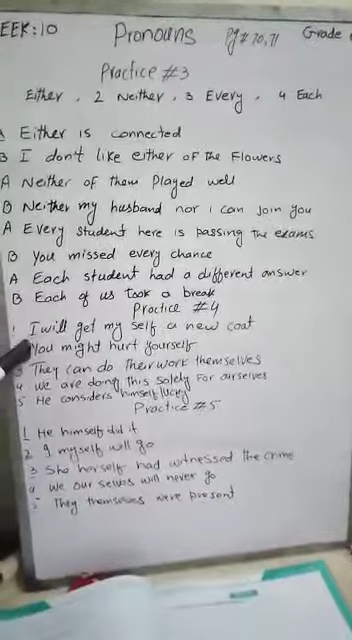 EEK:10 Pronouns Pg# 70,71 Grade
Practice #3
Either, 2 Neither, 3 Every, 4 Each
A Either is connected
B I don't like either of the Flowers
A Neither of them Played well
B Neither my husband nor i can join you
A Every student here is passing the exams
B You missed every chance
A Each student had a different answer
B Each of us took a break
Practice #4
1 I will get my self a new coat
You might hurt yourself
3 They can do their work themselves
4 we are doing this solely For ourselves
5 He considers himself lucky
Practice #5
1 He himself did it
2 I myself will go
3 She herself had witnessed the crime
4 We our selves will never go
5 They themselves were present